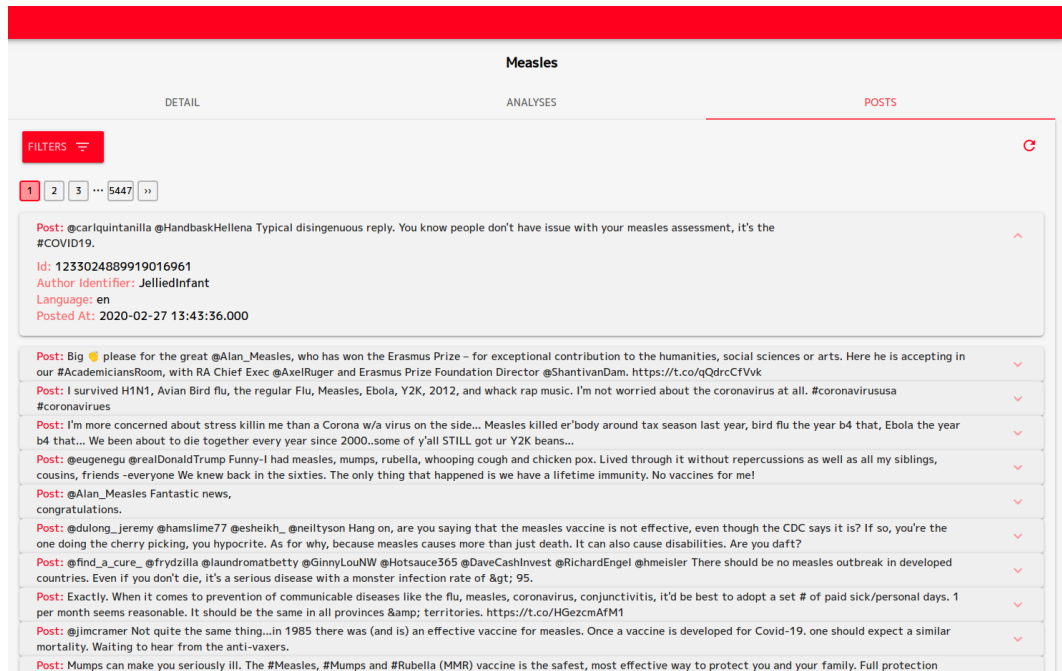 Measles
DETAIL ANALYSES POSTS
FILTERS
1 2 3 ... 5447 ››
Post: @carlquintanilla @HandbaskHellena Typical disingenuous reply. You know people don't have issue with your measles assessment, it's the
#COVID19.
Id: 1233024889919016961
Author Identifier: JelliedInfant
Language: en
Posted At: 2020-02-27 13:43:36.000
Post: Big 👏 please for the great @Alan_Measles, who has won the Erasmus Prize – for exceptional contribution to the humanities, social sciences or arts. Here he is accepting in
our #AcademiciansRoom, with RA Chief Exec @AxelRuger and Erasmus Prize Foundation Director @ShantivanDam. https://t.co/qQdrcCfVvk
Post: I survived H1N1, Avian Bird flu, the regular Flu, Measles, Ebola, Y2K, 2012, and whack rap music. I'm not worried about the coronavirus at all. #coronavirususa
#coronavirues
Post: I'm more concerned about stress killin me than a Corona w/a virus on the side... Measles killed er'body around tax season last year, bird flu the year b4 that, Ebola the year
b4 that... We been about to die together every year since 2000..some of y'all STILL got ur Y2K beans...
Post: @eugenegu @realDonaldTrump Funny-I had measles, mumps, rubella, whooping cough and chicken pox. Lived through it without repercussions as well as all my siblings,
cousins, friends -everyone We knew back in the sixties. The only thing that happened is we have a lifetime immunity. No vaccines for me!
Post: @Alan_Measles Fantastic news,
congratulations.
Post: @dulong_jeremy @hamslime77 @esheikh_ @neiltyson Hang on, are you saying that the measles vaccine is not effective, even though the CDC says it is? If so, you're the
one doing the cherry picking, you hypocrite. As for why, because measles causes more than just death. It can also cause disabilities. Are you daft?
Post: @find_a_cure_ @frydzilla @laundromatbetty @GinnyLouNW @Hotsauce365 @DaveCashInvest @RichardEngel @hmeisler There should be no measles outbreak in developed
countries. Even if you don't die, it's a serious disease with a monster infection rate of &gt; 95.
Post: Exactly. When it comes to prevention of communicable diseases like the flu, measles, coronavirus, conjunctivitis, it'd be best to adopt a set # of paid sick/personal days. 1
per month seems reasonable. It should be the same in all provinces &amp; territories. https://t.co/HGezcmAfM1
Post: @jimcramer Not quite the same thing...in 1985 there was (and is) an effective vaccine for measles. Once a vaccine is developed for Covid-19. one should expect a similar
mortality. Waiting to hear from the anti-vaxers.
Post: Mumps can make you seriously ill. The #Measles, #Mumps and #Rubella (MMR) vaccine is the safest, most effective way to protect you and your family. Full protection